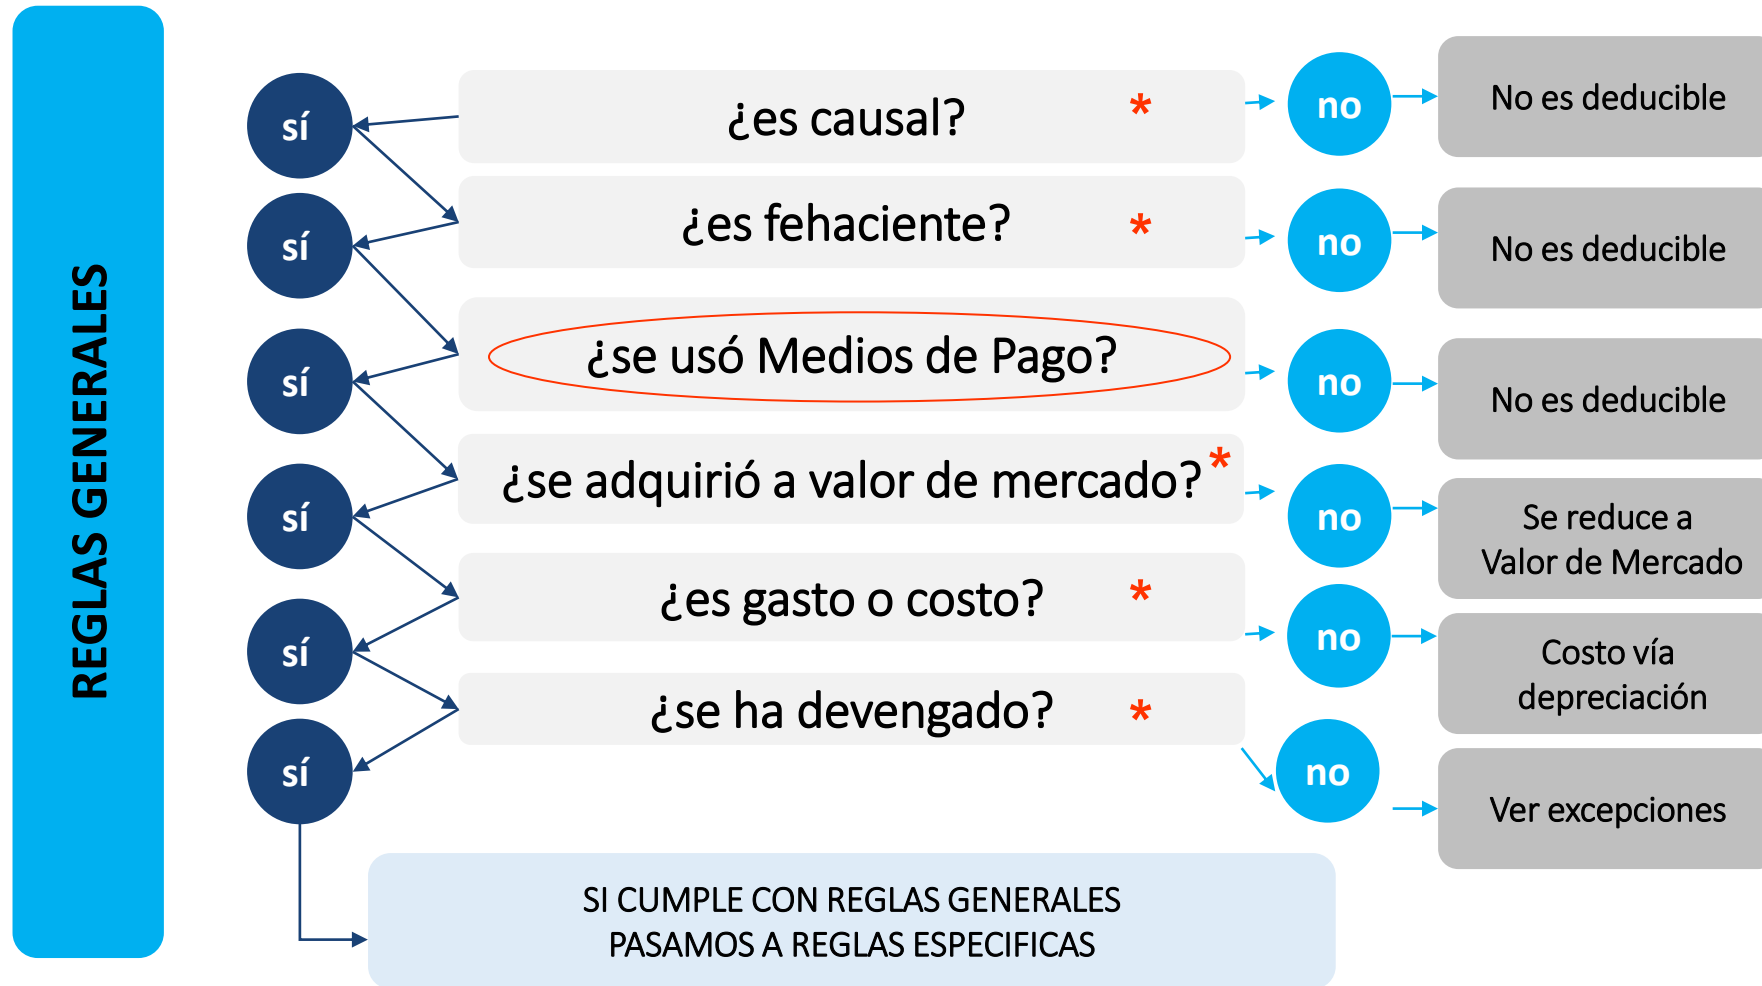 REGLAS GENERALES
sí
¿es causal? *
no
No es deducible
sí
¿es fehaciente? *
no
No es deducible
sí
¿se usó Medios de Pago?
no
No es deducible
sí
¿se adquirió a valor de mercado? *
no
Se reduce a
Valor de Mercado
sí
¿es gasto o costo? *
no
Costo vía
depreciación
sí
¿se ha devengado? *
no
Ver excepciones
SI CUMPLE CON REGLAS GENERALES
PASAMOS A REGLAS ESPECIFICAS